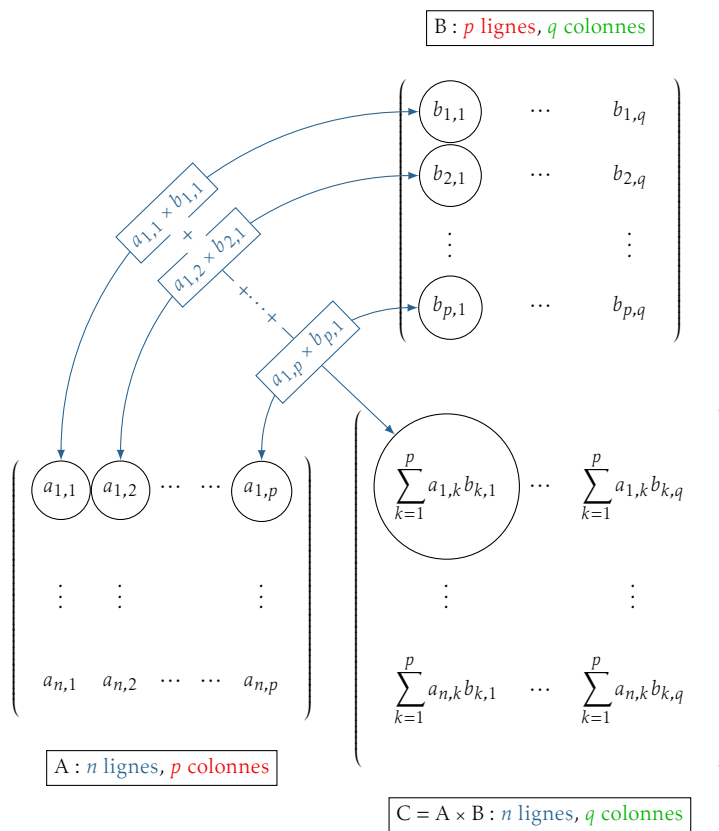 B : p lignes, q colonnes
b1,1 ⋯ b1,q
b2,1 ⋯ b2,q
⋮ ⋮
bp,1 ⋯ bp,q
a1,1 × b1,1
+
a1,2 × b2,1
+ ⋯ +
a1,p × bp,1
a1,1 a1,2 ⋯ ⋯ a1,p
⋮ ⋮ ⋮
an,1 an,2 ⋯ ⋯ an,p
A : n lignes, p colonnes
∑_{k=1}^{p} a1,k bk,1 ⋯ ∑_{k=1}^{p} a1,k bk,q
⋮ ⋮
∑_{k=1}^{p} an,k bk,1 ⋯ ∑_{k=1}^{p} an,k bk,q
C = A × B : n lignes, q colonnes